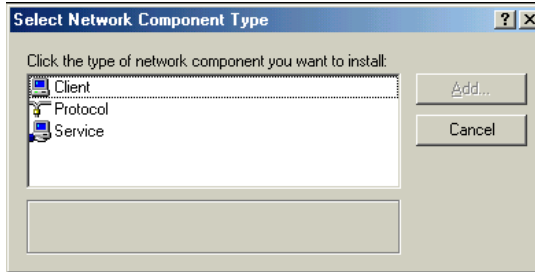 Select Network Component Type
Click the type of network component you want to install:
Client
Protocol
Service
Add...
Cancel